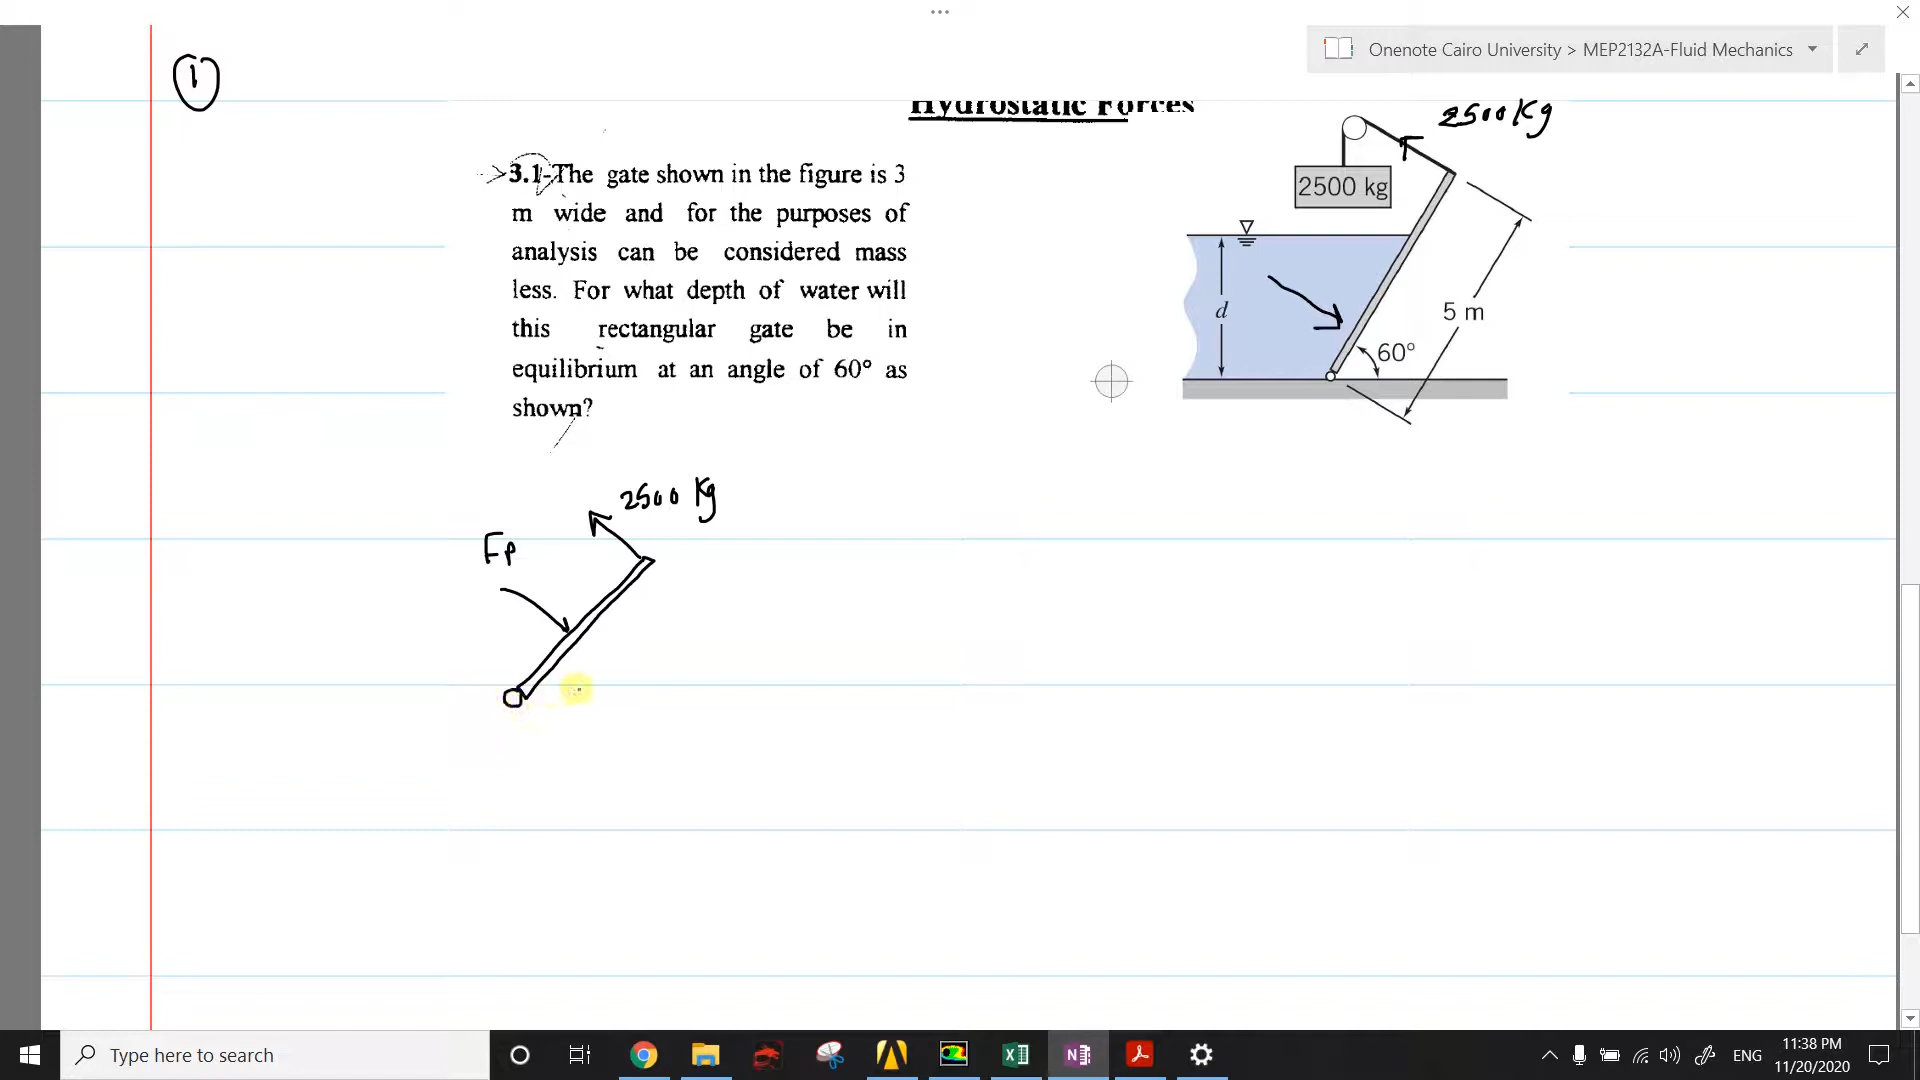 Onenote Cairo University > MEP2132A-Fluid Mechanics
1
Hydrostatic Forces
2500 Kg
3.1-The gate shown in the figure is 3
m wide and for the purposes of
analysis can be considered mass
less. For what depth of water will
this rectangular gate be in
equilibrium at an angle of 60° as
shown?
2500 kg
d
5 m
60°
2500 Kg
Fp
Type here to search
ENG
11:38 PM
11/20/2020